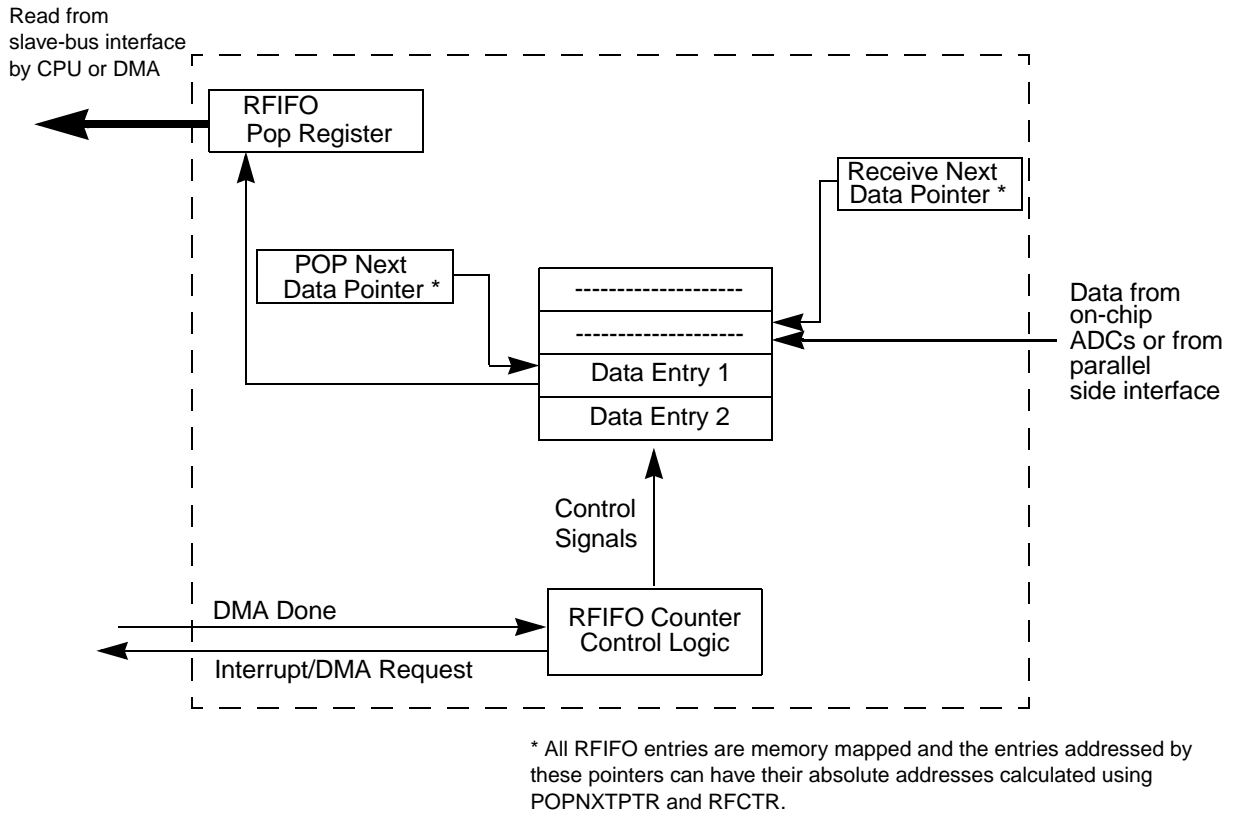 Read from
slave-bus interface
by CPU or DMA
RFIFO
Pop Register
Receive Next
Data Pointer *
POP Next
Data Pointer *
--------------------
--------------------
Data Entry 1
Data Entry 2
Data from
on-chip
ADCs or from
parallel
side interface
Control
Signals
DMA Done
RFIFO Counter
Control Logic
Interrupt/DMA Request
* All RFIFO entries are memory mapped and the entries addressed by
these pointers can have their absolute addresses calculated using
POPNXTPTR and RFCTR.